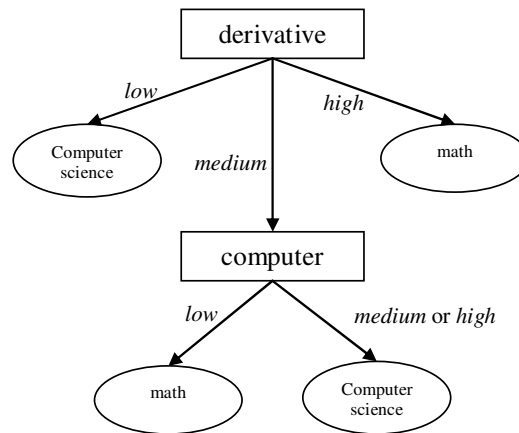 derivative
low
high
Computer
science
math
medium
computer
low
medium or high
math
Computer
science